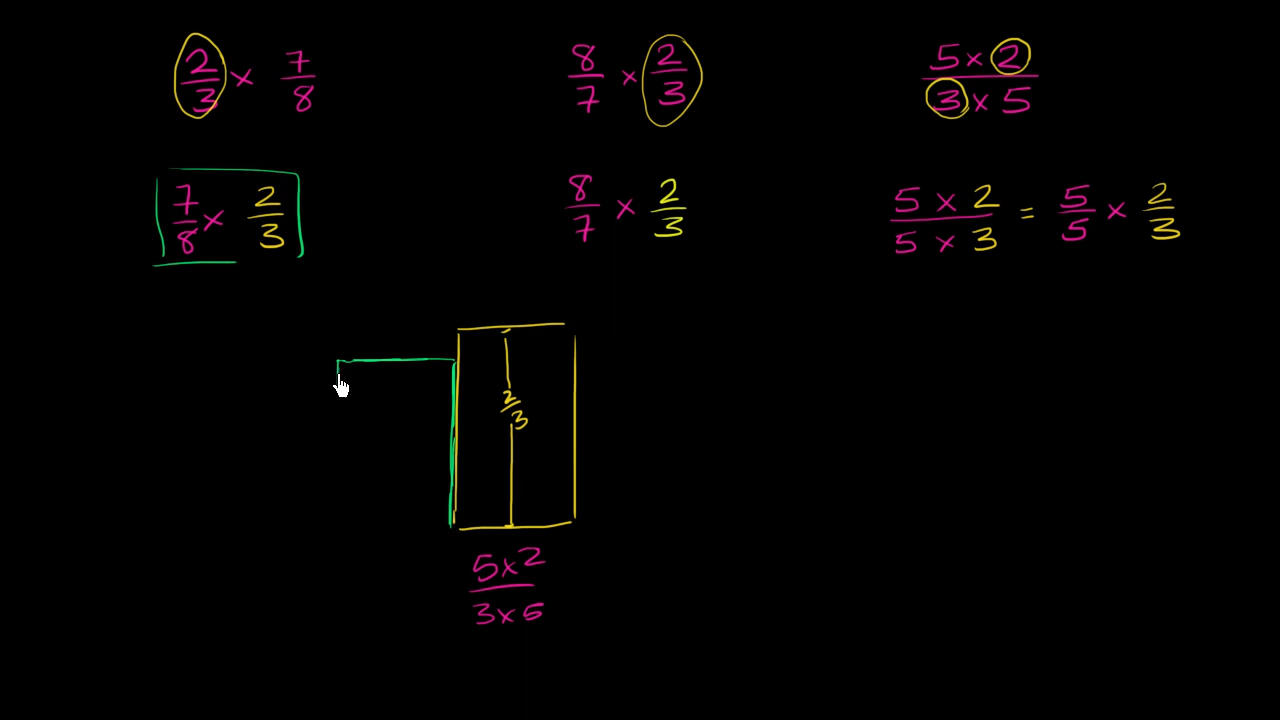 2/3 × 7/8
8/7 × 2/3
5 × 2 / 3 × 5
7/8 × 2/3
8/7 × 2/3
5 × 2 / 5 × 3 = 5/5 × 2/3
2/3
5×2 / 3×5